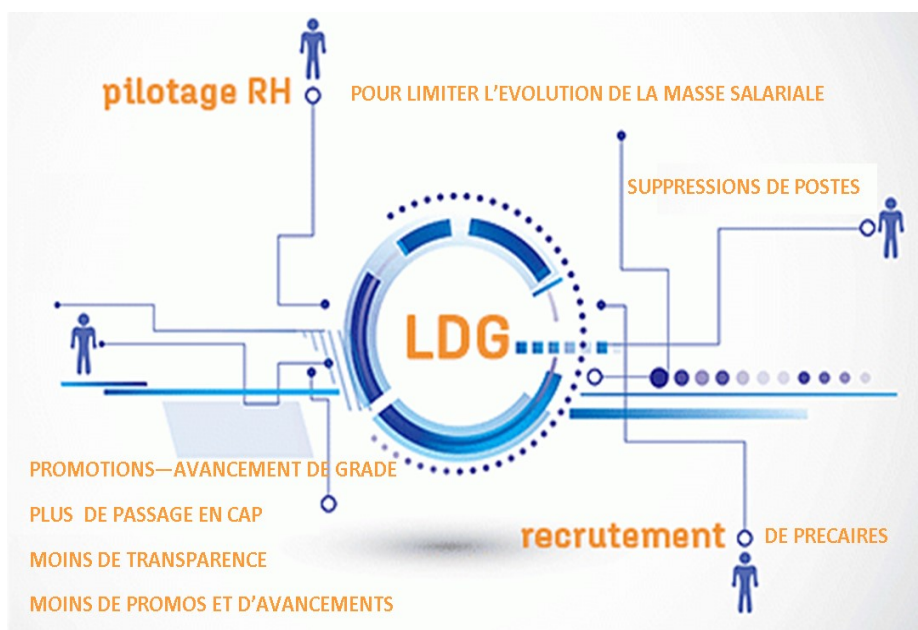 pilotage RH
POUR LIMITER L'EVOLUTION DE LA MASSE SALARIALE
SUPPRESSIONS DE POSTES
LDG
PROMOTIONS—AVANCEMENT DE GRADE
PLUS DE PASSAGE EN CAP
MOINS DE TRANSPARENCE
MOINS DE PROMOS ET D'AVANCEMENTS
recrutement
DE PRECAIRES